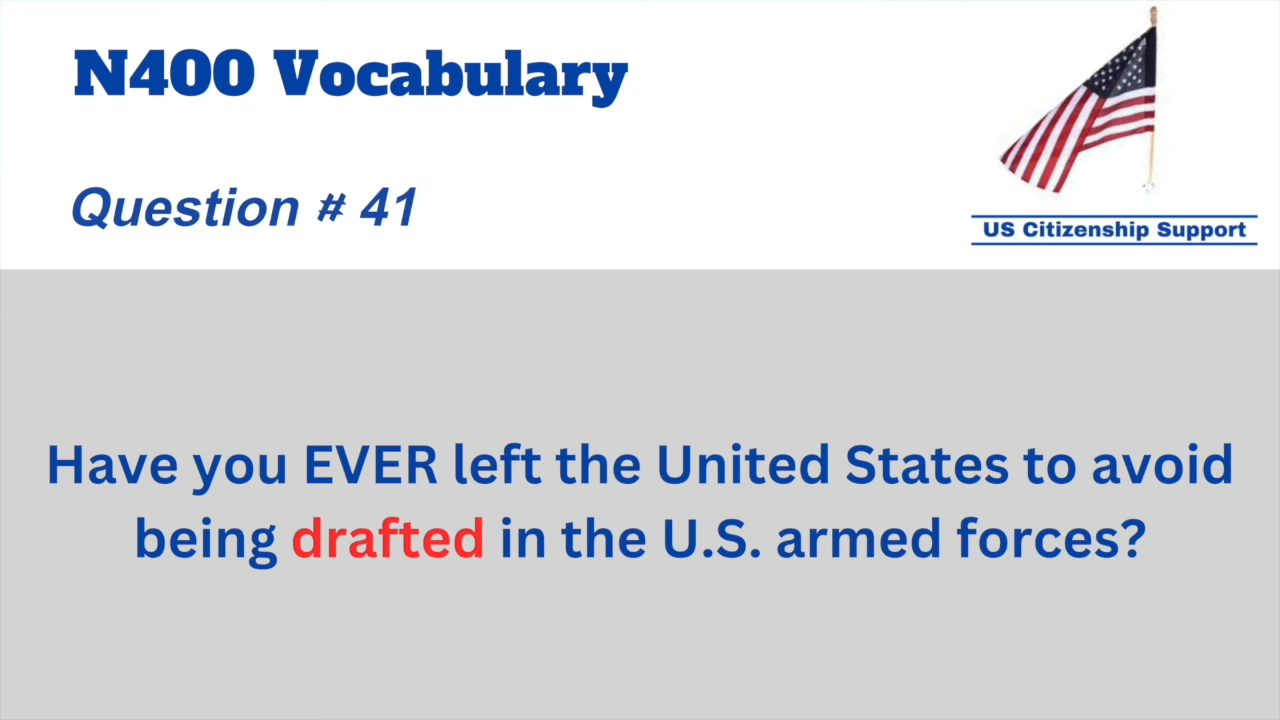 N400 Vocabulary
Question # 41
US Citizenship Support
Have you EVER left the United States to avoid
being drafted in the U.S. armed forces?